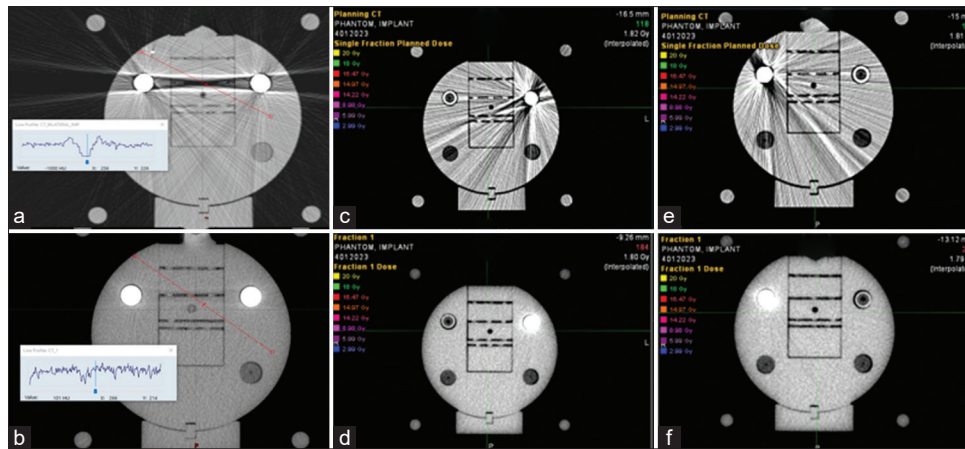 a
Line Profile: CT_BILATERAL_IMP
Value:
-1000 HU
X: 256
Y: 226
b
Line Profile: CT_1
Value:
101 HU
X: 266
Y: 214
P
c
Planning CT
PHANTOM, IMPLANT
4012023
Single Fraction Planned Dose
20 Gy
18 Gy
16.47 Gy
14.97 Gy
14.22 Gy
8.98 Gy
5.99 Gy
2.99 Gy
-16.5 mm
118
1.82 Gy
(Interpolated)
R
L
d
Fraction 1
PHANTOM, IMPLANT
4012023
Fraction 1 Dose
20 Gy
18 Gy
16.47 Gy
14.97 Gy
14.22 Gy
8.98 Gy
5.99 Gy
2.99 Gy
-9.26 mm
184
1.80 Gy
(Interpolated)
R
L
P
e
Planning CT
PHANTOM, IMPLANT
4012023
Single Fraction Planned Dose
20 Gy
18 Gy
16.47 Gy
14.97 Gy
14.22 Gy
8.98 Gy
5.99 Gy
2.99 Gy
-15 m
1.81
(Interpolated)
R
P
f
Fraction 1
PHANTOM, IMPLANT
4012023
Fraction 1 Dose
20 Gy
18 Gy
16.47 Gy
14.97 Gy
14.22 Gy
8.98 Gy
5.99 Gy
2.99 Gy
-13.12 m
1.79
(Interpolated)
R
P